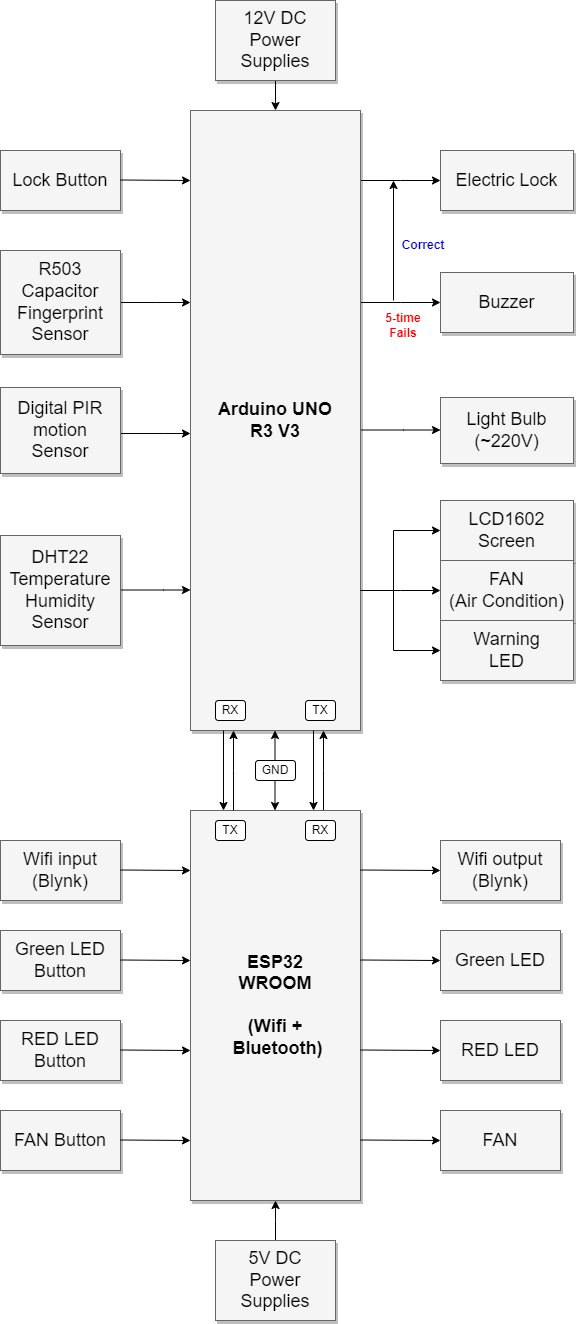 12V DC
Power
Supplies
Lock Button
Electric Lock
Correct
R503
Capacitor
Fingerprint
Sensor
Buzzer
5-time
Fails
Arduino UNO
R3 V3
Digital PIR
motion
Sensor
Light Bulb
(~220V)
LCD1602
Screen
DHT22
Temperature
Humidity
Sensor
FAN
(Air Condition)
Warning
LED
RX
TX
GND
TX
RX
Wifi input
(Blynk)
Wifi output
(Blynk)
Green LED
Button
ESP32
WROOM
(Wifi +
Bluetooth)
Green LED
RED LED
Button
RED LED
FAN Button
FAN
5V DC
Power
Supplies